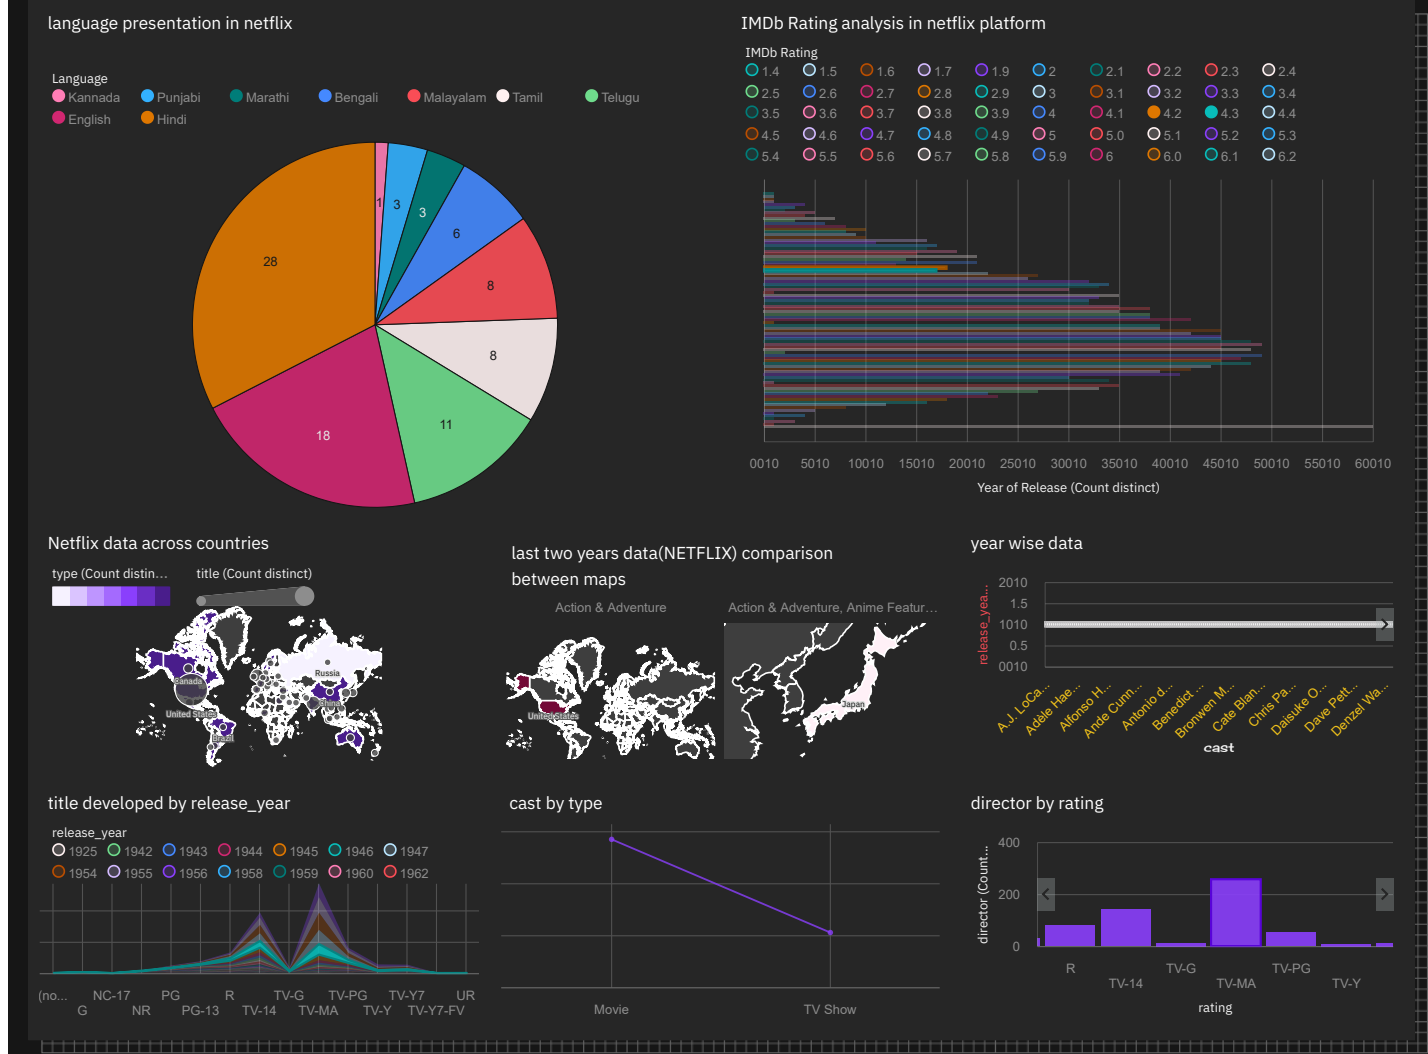 language presentation in netflix
Language
Kannada Punjabi Marathi Bengali Malayalam Tamil Telugu
English Hindi
1 3 3 6 8 8 11 18 28
IMDb Rating analysis in netflix platform
IMDb Rating
1.4 1.5 1.6 1.7 1.9 2 2.1 2.2 2.3 2.4
2.5 2.6 2.7 2.8 2.9 3 3.1 3.2 3.3 3.4
3.5 3.6 3.7 3.8 3.9 4 4.1 4.2 4.3 4.4
4.5 4.6 4.7 4.8 4.9 5 5.0 5.1 5.2 5.3
5.4 5.5 5.6 5.7 5.8 5.9 6 6.0 6.1 6.2
0010 5010 10010 15010 20010 25010 30010 35010 40010 45010 50010 55010 60010
Year of Release (Count distinct)
Netflix data across countries
type (Count distin... title (Count distinct)
Russia
Canada
China
United States
Brazil
last two years data(NETFLIX) comparison
between maps
Action & Adventure
United States
Action & Adventure, Anime Featur...
Japan
year wise data
release_yea...
2010
1.5
1010
0.5
0010
A.J. LoCa... Adèle Hae... Alfonso H... Ande Cunn... Antonio d... Benedict ... Bronwen M... Cate Blan... Chris Pa... Daisuke O... Dave Pett... Denzel Wa...
cast
title developed by release_year
release_year
1925 1942 1943 1944 1945 1946 1947
1954 1955 1956 1958 1959 1960 1962
(no... NC-17 PG R TV-G TV-PG TV-Y7 UR
G NR PG-13 TV-14 TV-MA TV-Y TV-Y7-FV
cast by type
Movie TV Show
director by rating
director (Count...
400
200
0
R TV-G TV-PG
TV-14 TV-MA TV-Y
rating